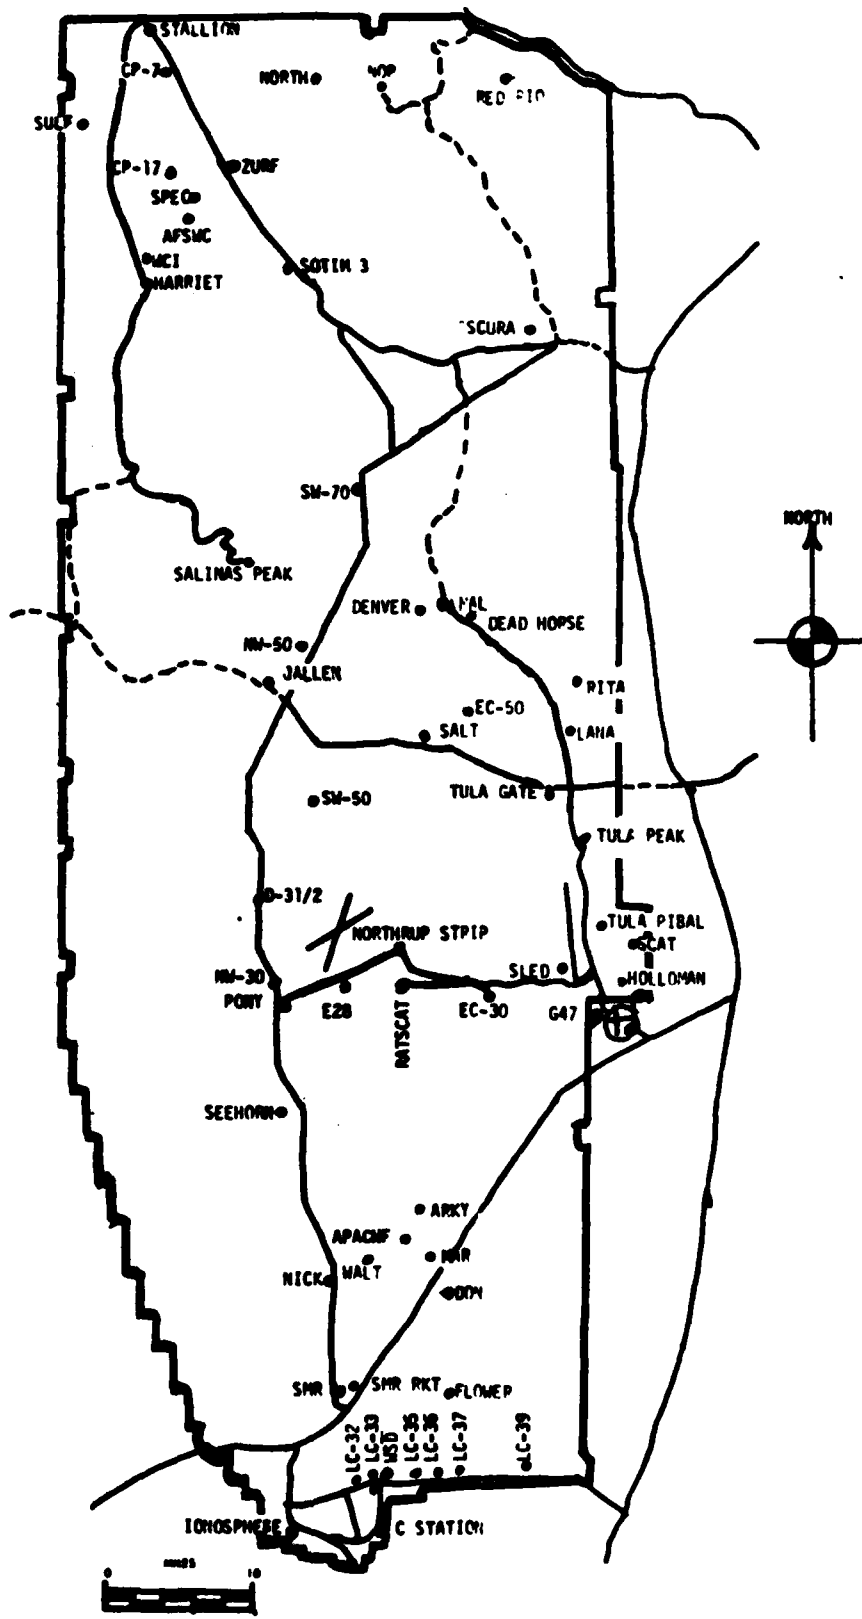 STALLION
CP-7
NORTH
NOP
RED RIO
SULF
CP-17
ZURF
SPEC
AFSWC
MCI
HARRIET
SOTIM 3
SCURA
SW-70
NORTH
SALINAS PEAK
DENVER
DEAD HORSE
NW-50
JALLEN
RITA
EC-50
SALT
LANA
SW-50
TULA GATE
TULA PEAK
D-31/2
NORTHRUP STRIP
TULA PIBAL
SCAT
NW-30
SLED
HOLLOMAN
PONY
E28
RATSCAT
EC-30
G47
SEEHORN
ARKY
APACHE
MAR
WALT
NICK
DON
SMR
SMR RKT
FLOWER
LC-32
LC-33
WSD
LC-35
LC-36
LC-37
LC-39
IONOSPHERE
C STATION
MILES
0 10